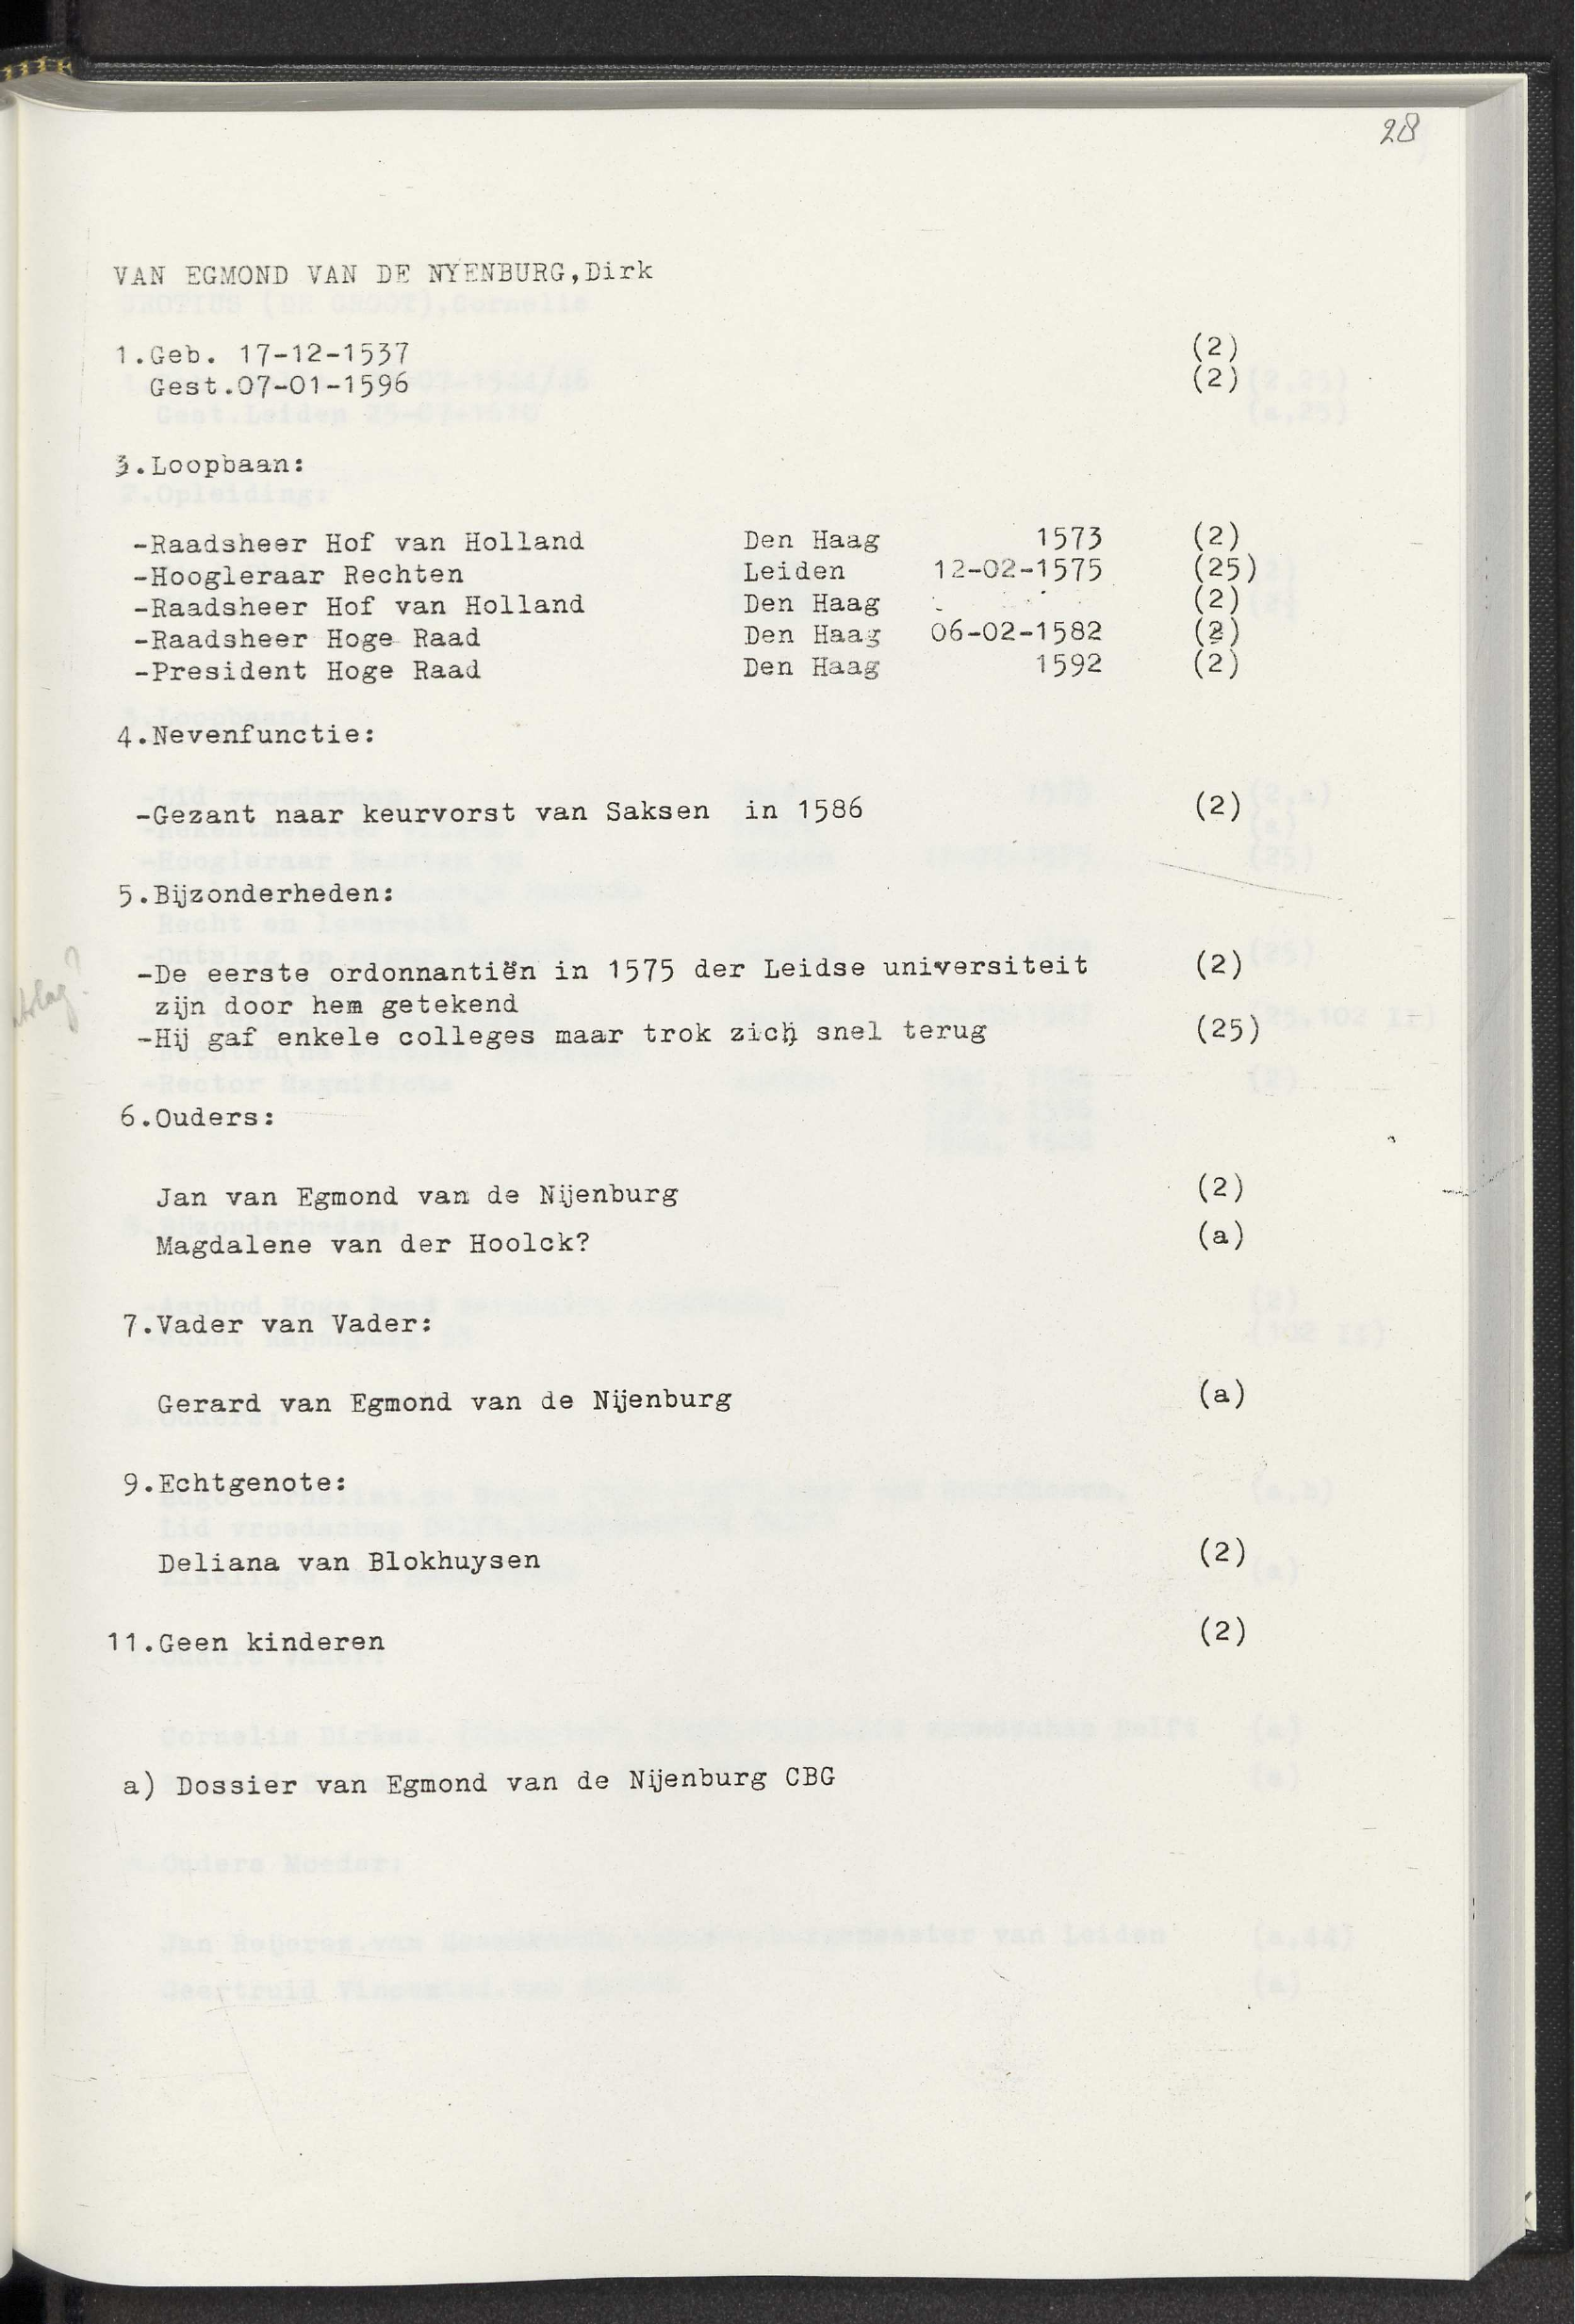 28
VAN EGMOND VAN DE NYENBURG,Dirk
1.Geb. 17-12-1537 (2)
Gest.07-01-1596 (2)
3.Loopbaan:
-Raadsheer Hof van Holland Den Haag 1573 (2)
-Hoogleraar Rechten Leiden 12-02-1575 (25)
-Raadsheer Hof van Holland Den Haag (2)
-Raadsheer Hoge Raad Den Haag 06-02-1582 (2)
-President Hoge Raad Den Haag 1592 (2)
4.Nevenfunctie:
-Gezant naar keurvorst van Saksen in 1586 (2)
5.Bijzonderheden:
-De eerste ordonnantiën in 1575 der Leidse universiteit (2)
zijn door hem getekend
-Hij gaf enkele colleges maar trok zich snel terug (25)
6.Ouders:
Jan van Egmond van de Nijenburg (2)
Magdalene van der Hoolck? (a)
7.Vader van Vader:
Gerard van Egmond van de Nijenburg (a)
9.Echtgenote:
Deliana van Blokhuysen (2)
11.Geen kinderen (2)
a) Dossier van Egmond van de Nijenburg CBG